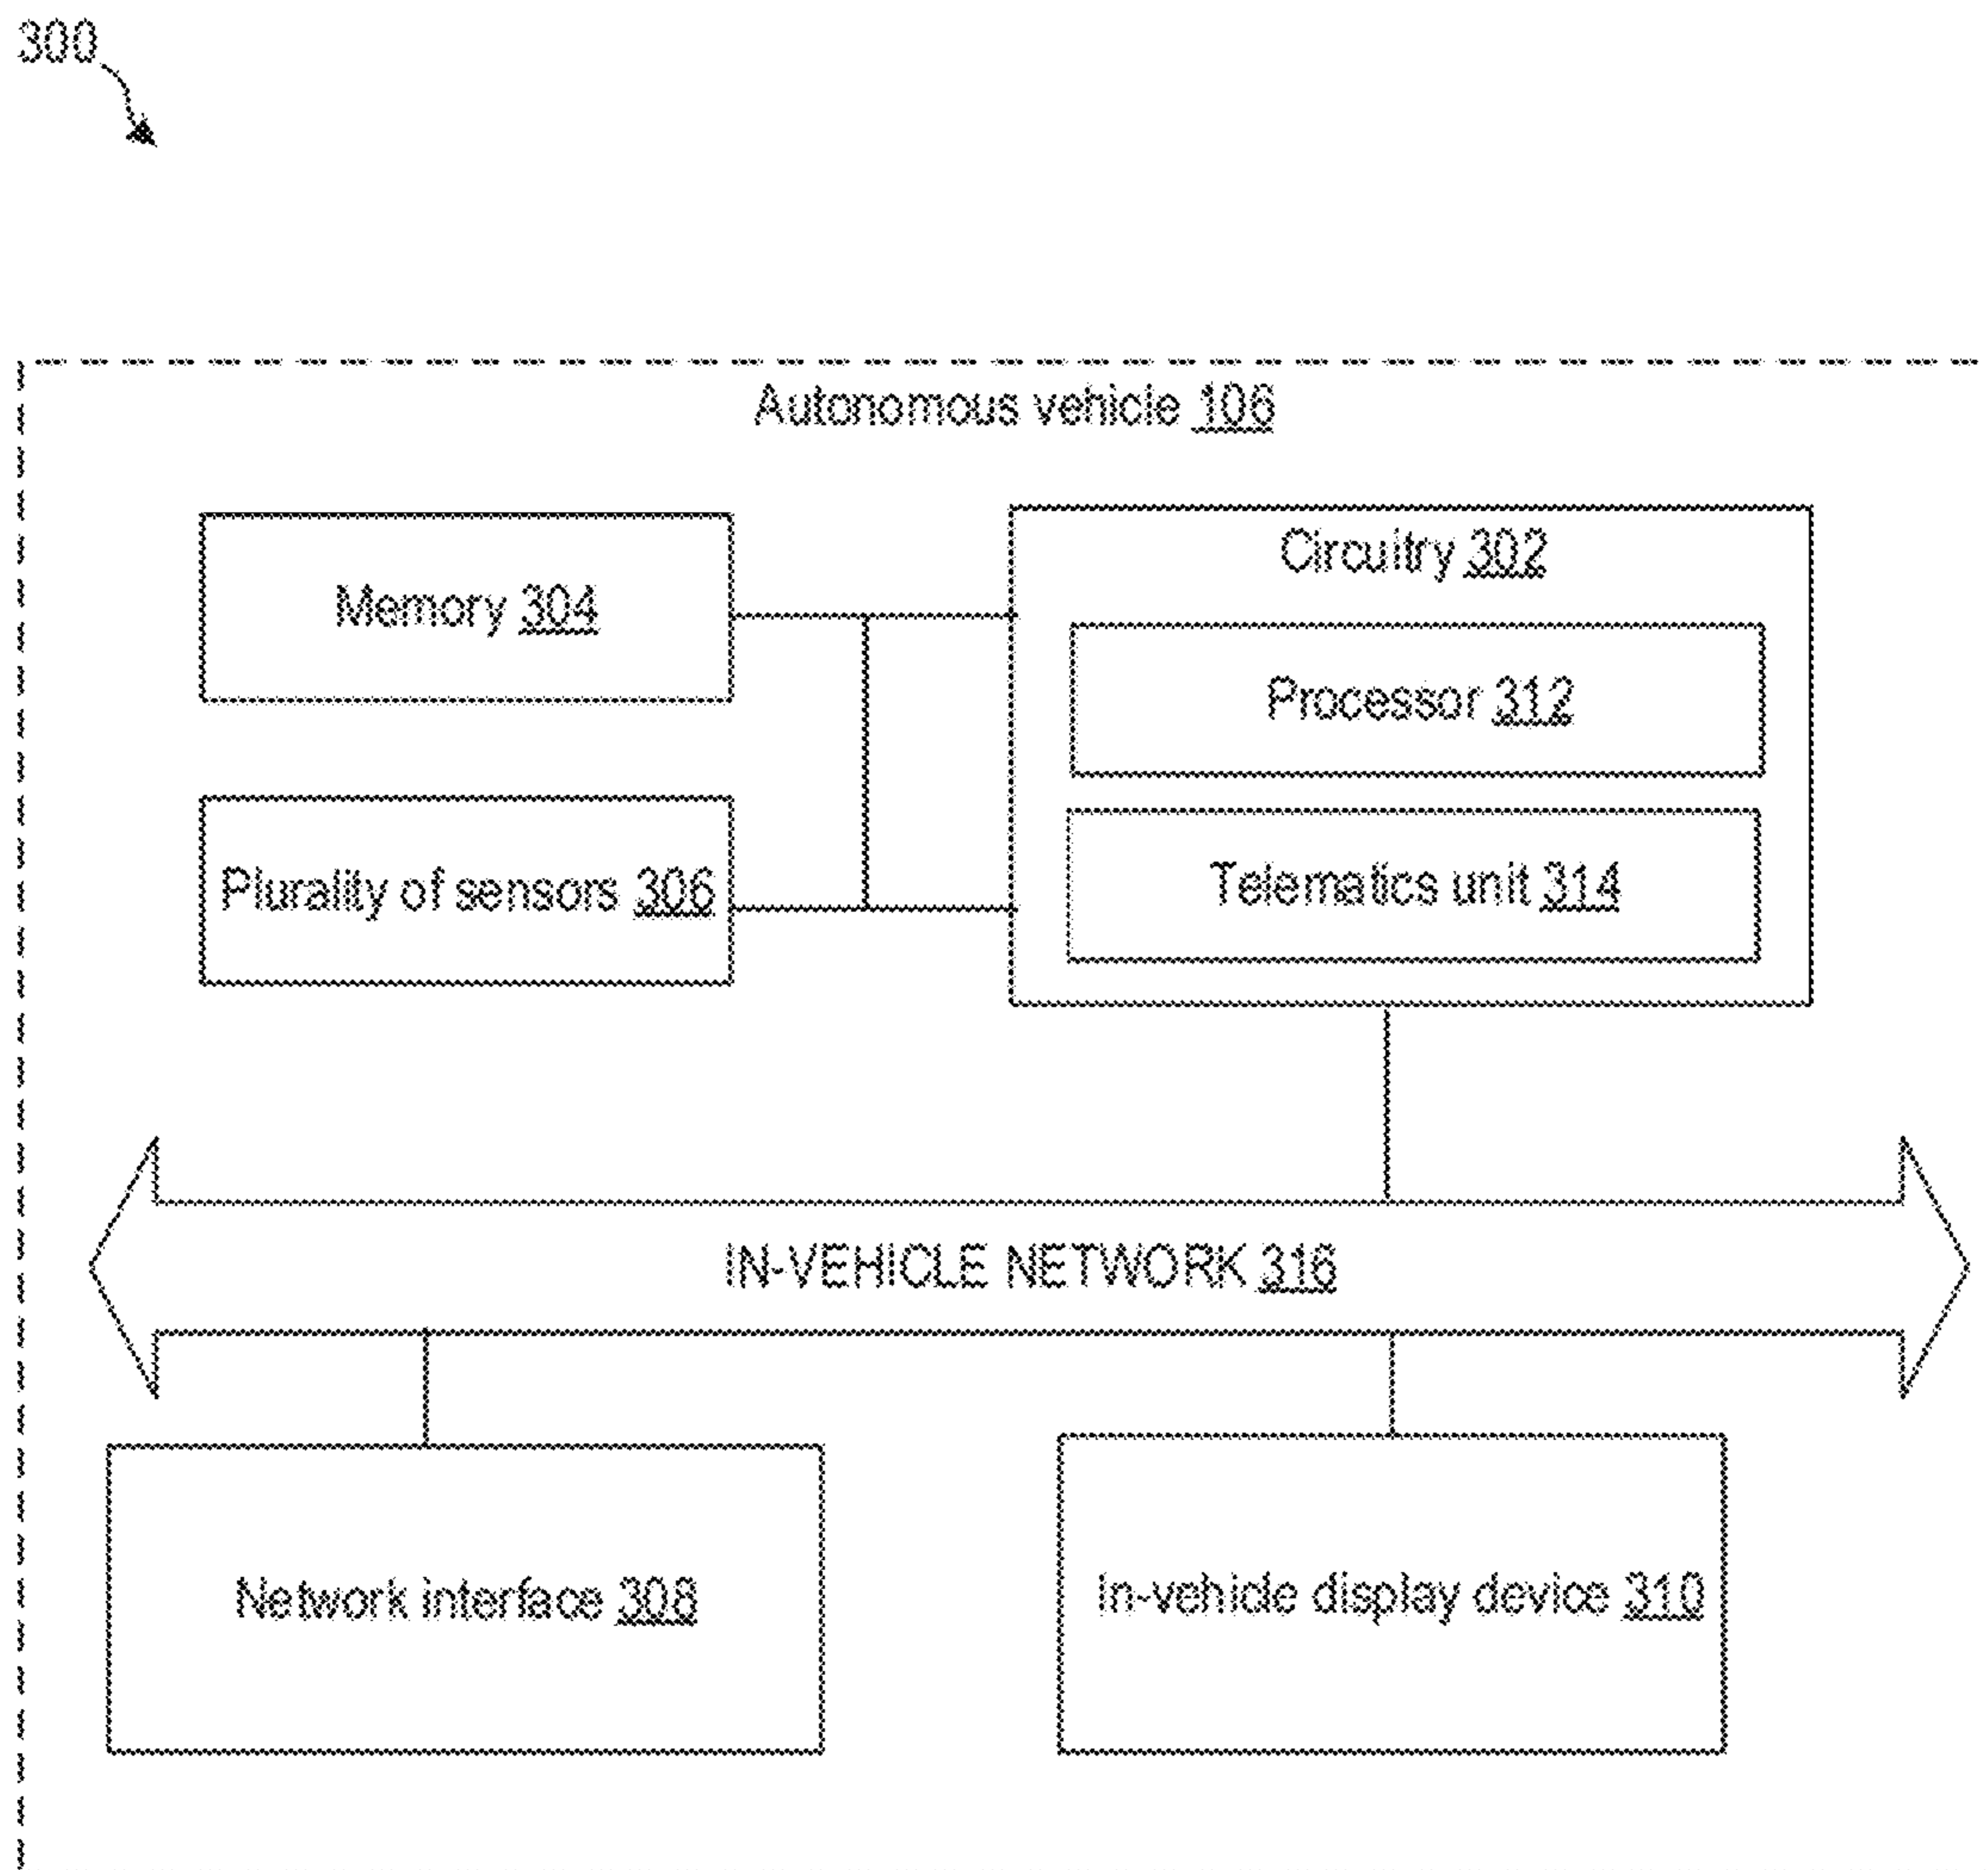 300
Autonomous vehicle 106
Memory 304
Circuitry 302
Processor 312
Plurality of sensors 306
Telematics unit 314
IN-VEHICLE NETWORK 316
Network interface 308
In-vehicle display device 310